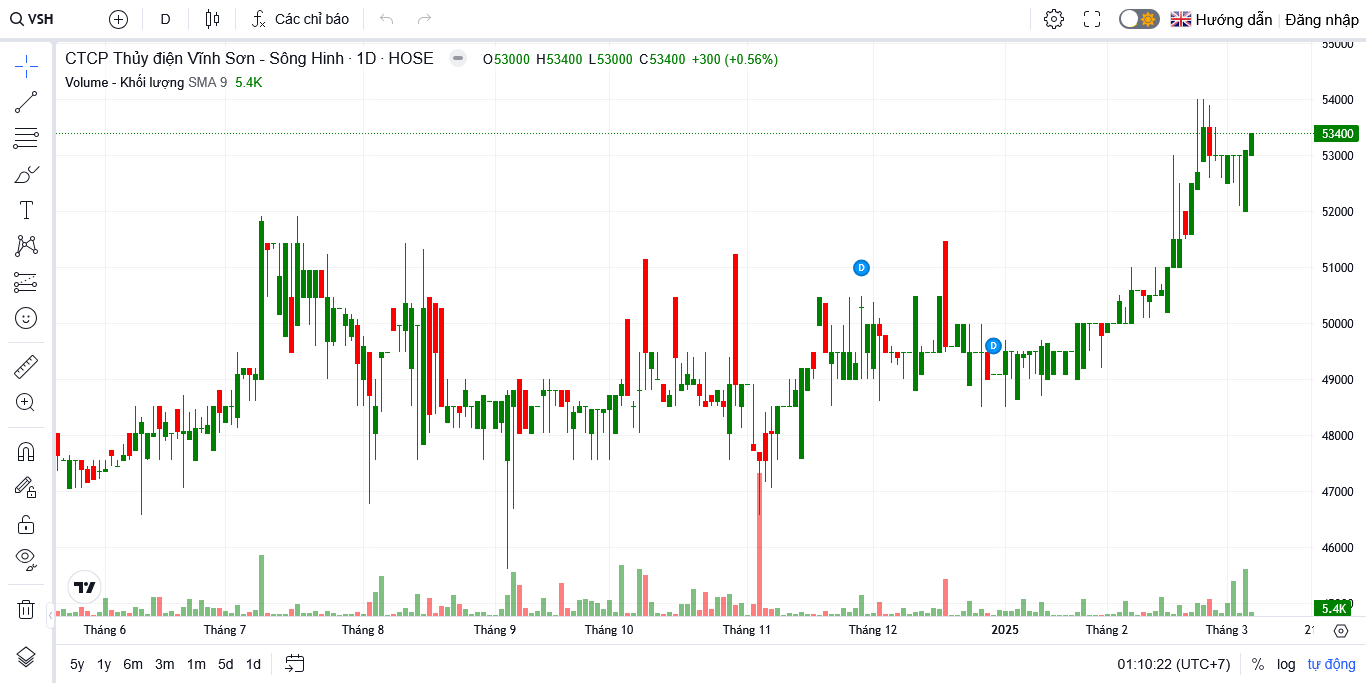 VSH D Các chỉ báo Hướng dẫn Đăng nhập
CTCP Thủy điện Vĩnh Sơn - Sông Hinh · 1D · HOSE O53000 H53400 L53000 C53400 +300 (+0.56%)
Volume - Khối lượng SMA 9 5.4K
55000
54000
53400
53000
52000
51000
D
50000
D
49000
48000
47000
46000
5.4K
Tháng 6 Tháng 7 Tháng 8 Tháng 9 Tháng 10 Tháng 11 Tháng 12 2025 Tháng 2 Tháng 3
5y 1y 6m 3m 1m 5d 1d 01:10:22 (UTC+7) % log tự động